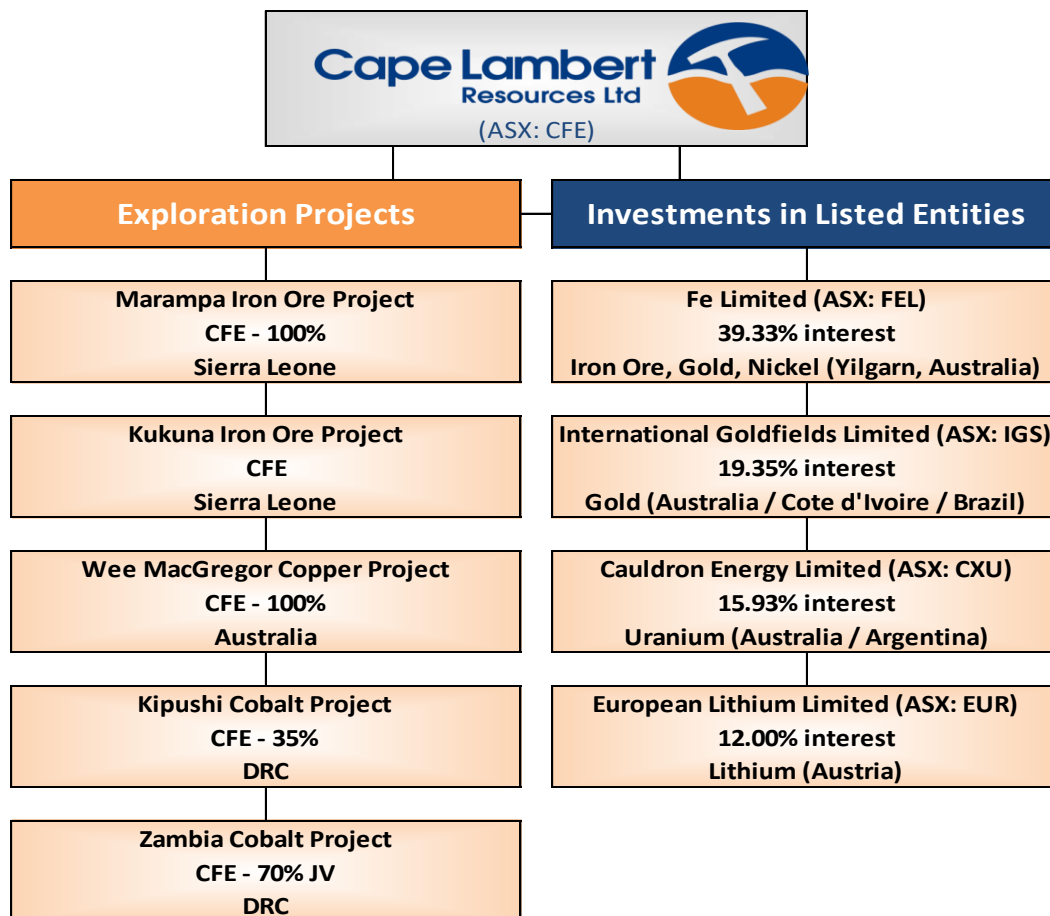 Cape Lambert
Resources Ltd
(ASX: CFE)
Exploration Projects
Marampa Iron Ore Project
CFE - 100%
Sierra Leone
Kukuna Iron Ore Project
CFE
Sierra Leone
Wee MacGregor Copper Project
CFE - 100%
Australia
Kipushi Cobalt Project
CFE - 35%
DRC
Zambia Cobalt Project
CFE - 70% JV
DRC
Investments in Listed Entities
Fe Limited (ASX: FEL)
39.33% interest
Iron Ore, Gold, Nickel (Yilgarn, Australia)
International Goldfields Limited (ASX: IGS)
19.35% interest
Gold (Australia / Cote d'Ivoire / Brazil)
Cauldron Energy Limited (ASX: CXU)
15.93% interest
Uranium (Australia / Argentina)
European Lithium Limited (ASX: EUR)
12.00% interest
Lithium (Austria)